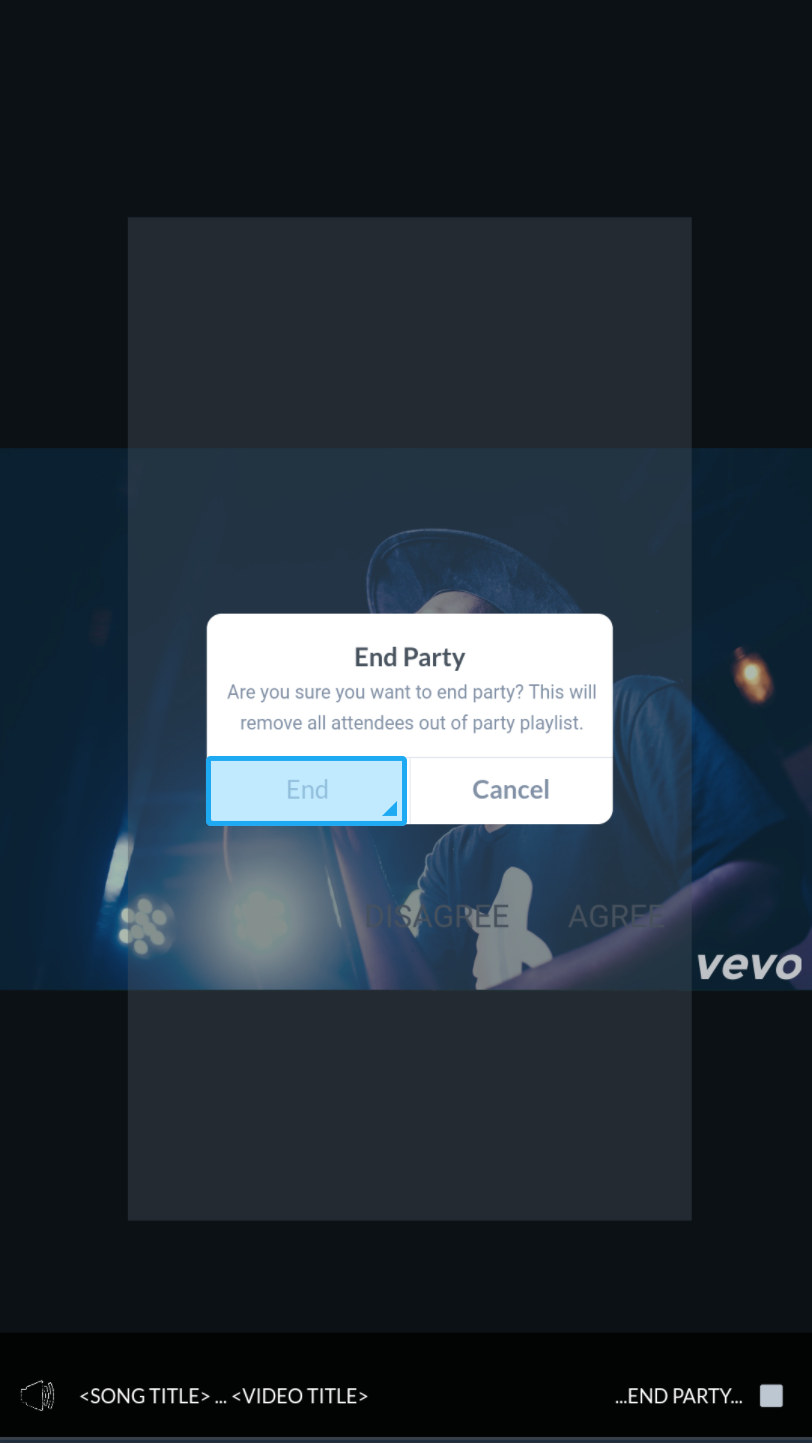 End Party
Are you sure you want to end party? This will
remove all attendees out of party playlist.
End
Cancel
DISAGREE
AGREE
vevo
<SONG TITLE> ... <VIDEO TITLE>
...END PARTY...